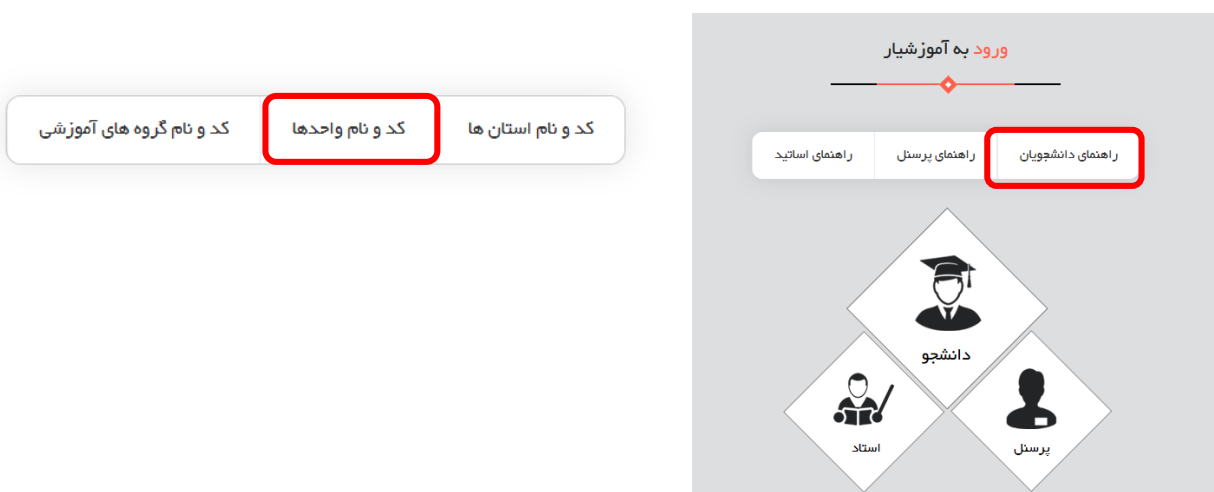 ورود به آموزشیار
راهنمای دانشجویان
راهنمای پرسنل
راهنمای اساتید
دانشجو
پرسنل
استاد
کد و نام استان ها
کد و نام واحدها
کد و نام گروه های آموزشی